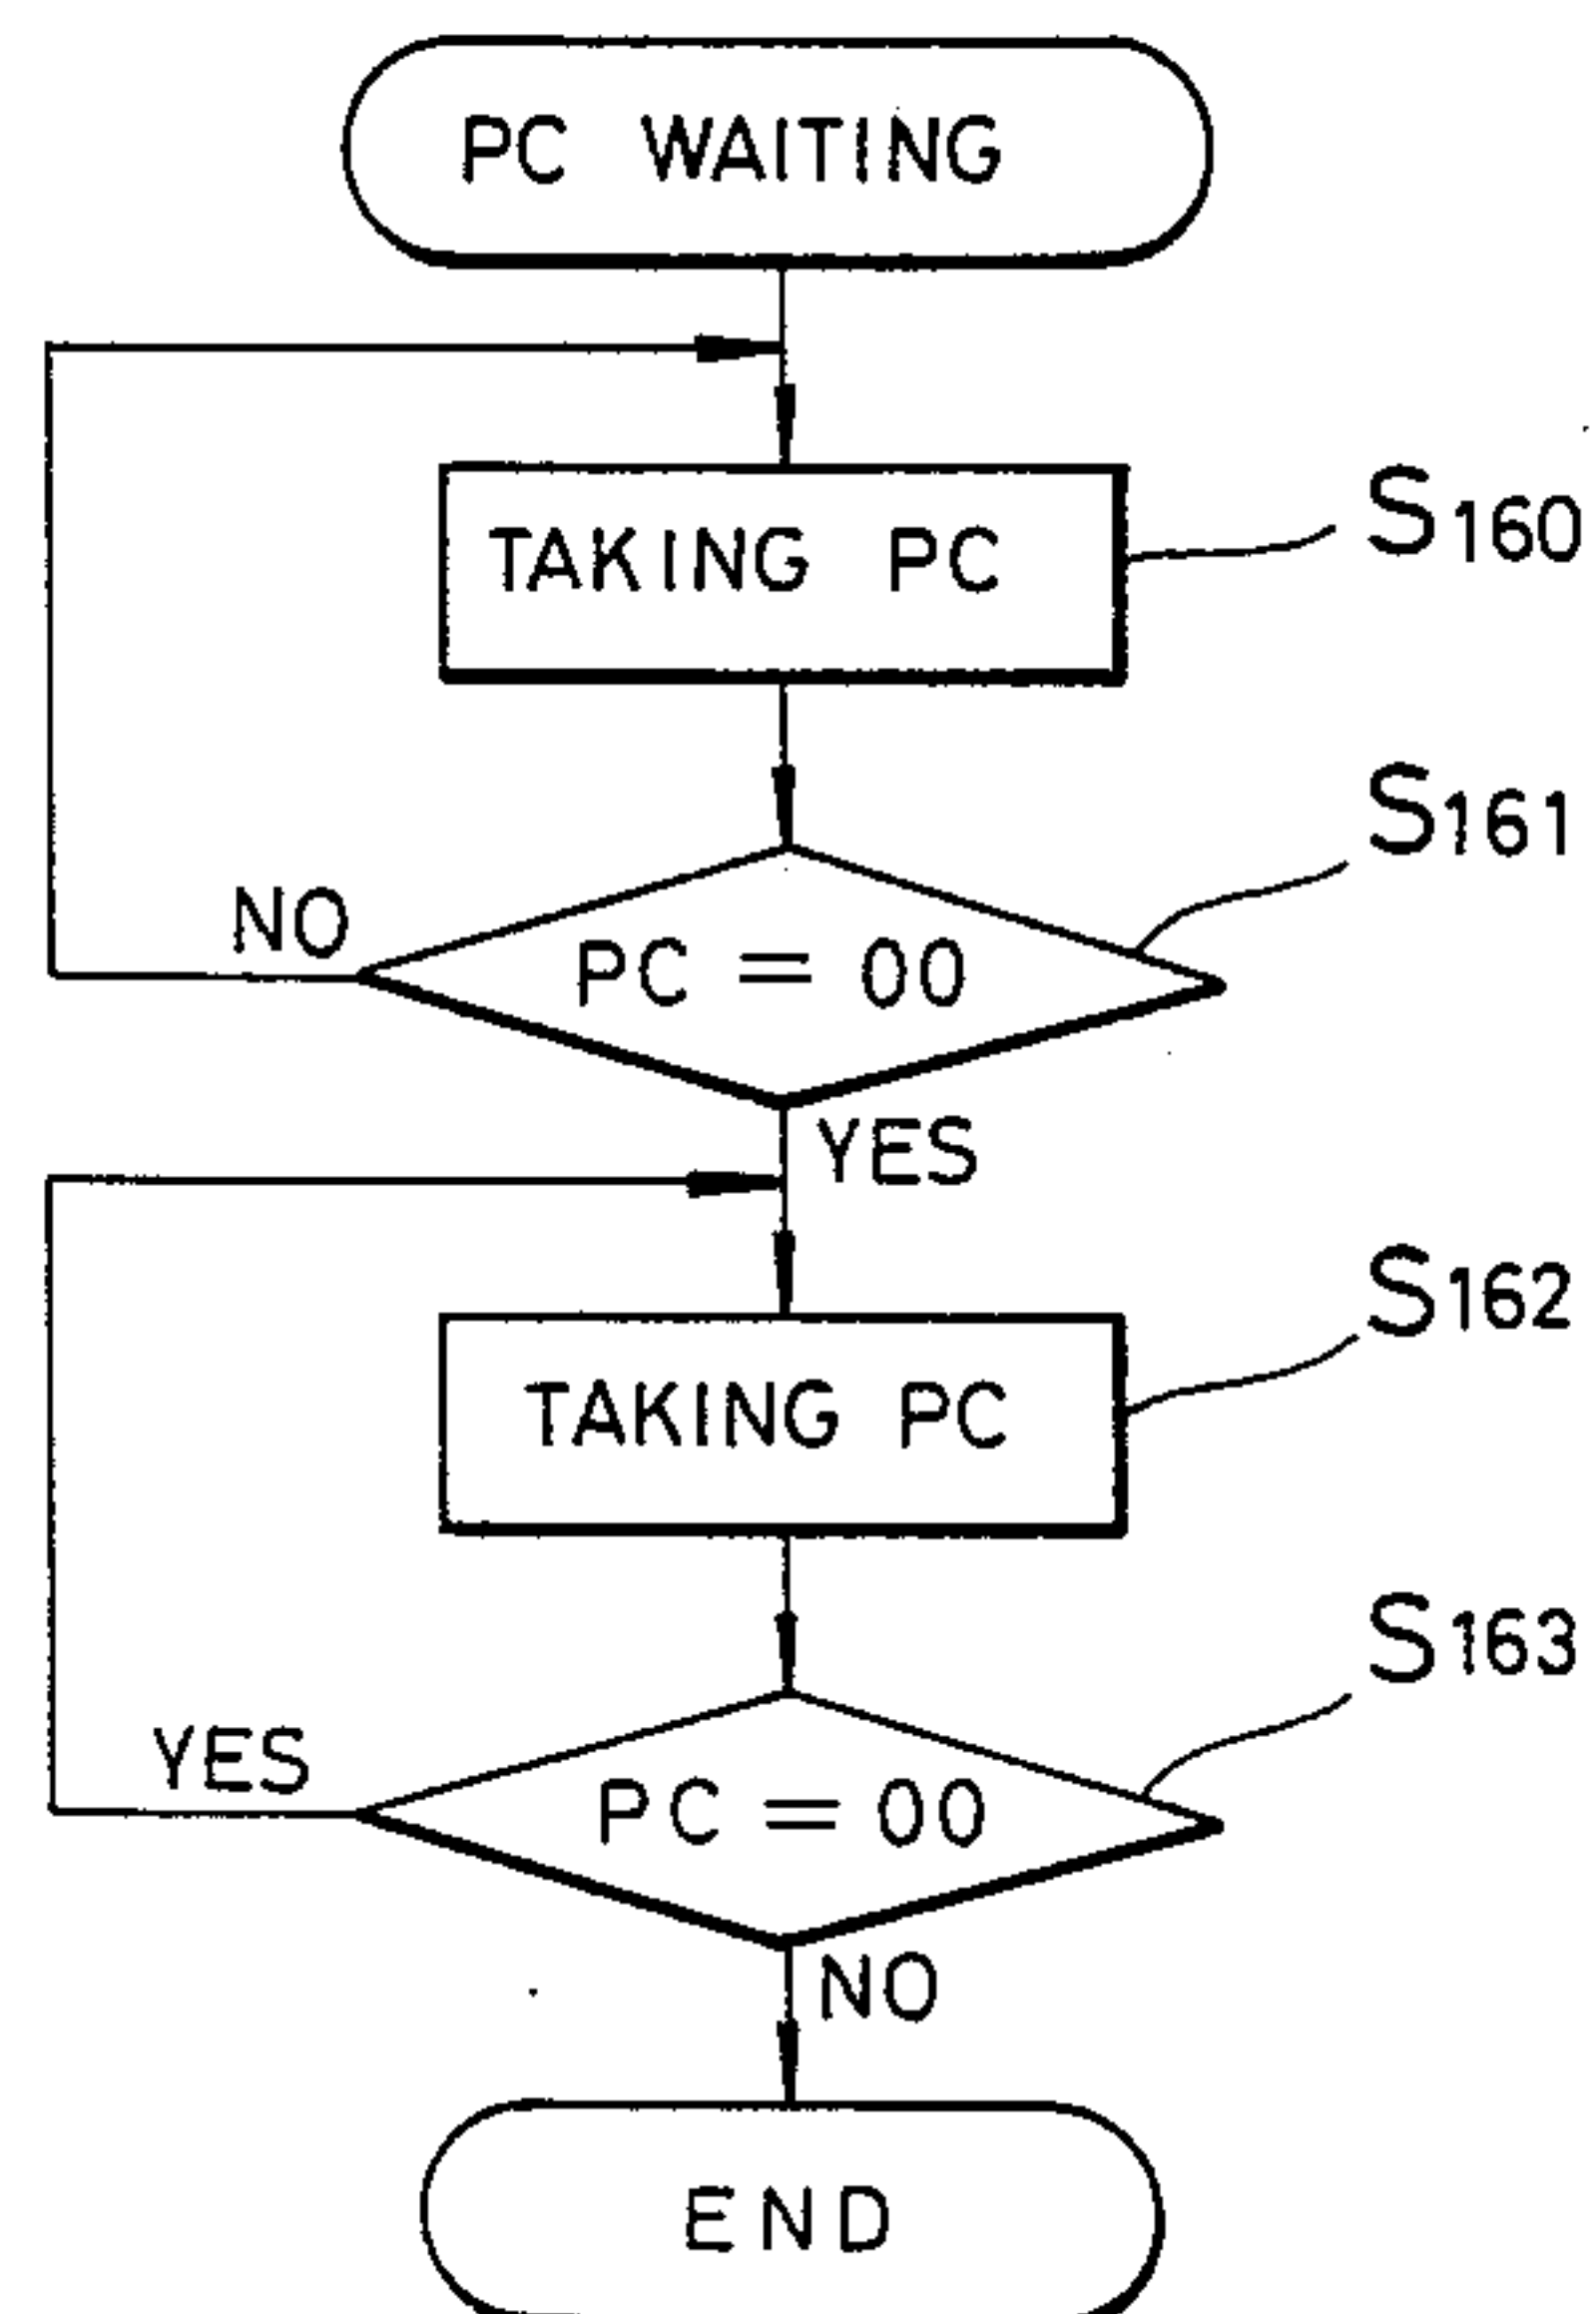 PC WAITING
TAKING PC
S160
S161
NO
PC = 00
YES
S162
TAKING PC
S163
YES
PC = 00
NO
END